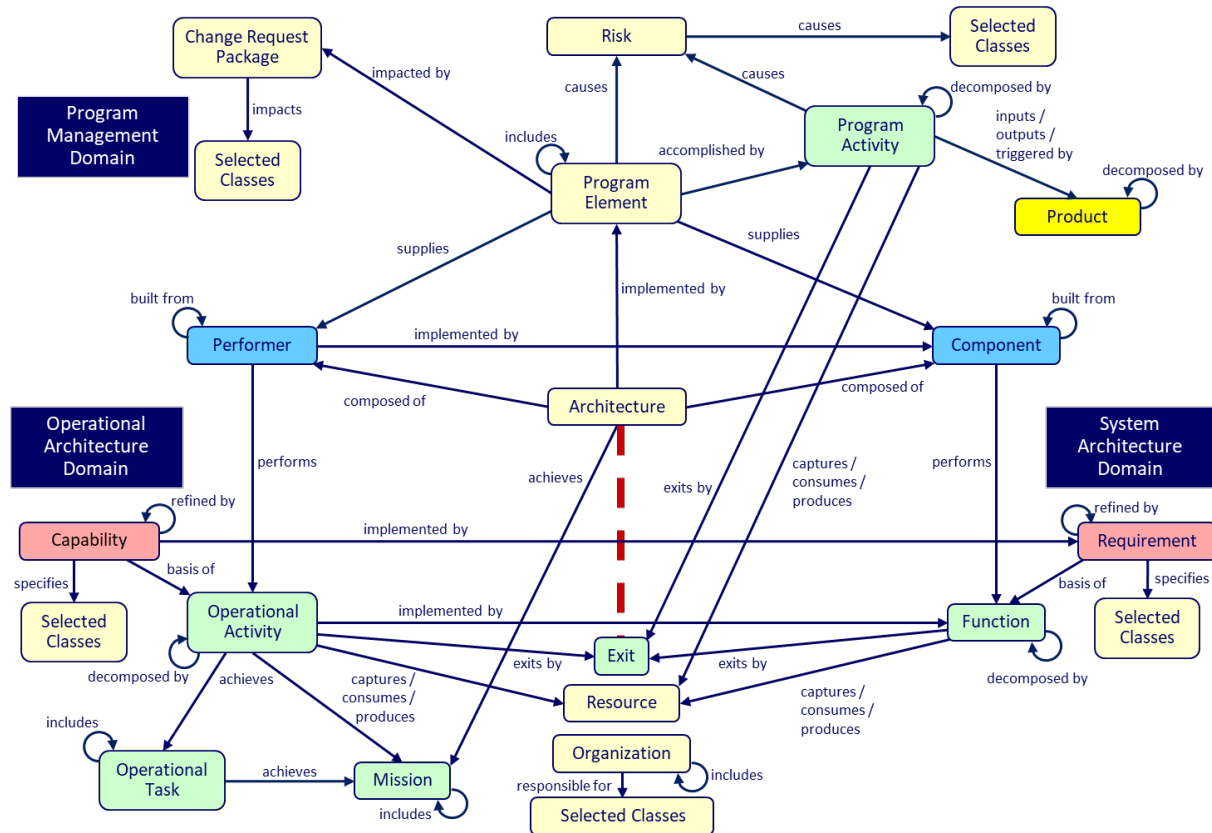 Change Request
Package
Risk
causes
Selected
Classes
impacted by
causes
causes
decomposed by
Program
Management
Domain
impacts
Selected
Classes
includes
Program
Element
accomplished by
Program
Activity
inputs /
outputs /
triggered by
decomposed by
Product
supplies
supplies
implemented by
built from
Performer
implemented by
built from
Component
composed of
Architecture
composed of
Operational
Architecture
Domain
performs
achieves
exits by
captures /
consumes /
produces
performs
System
Architecture
Domain
refined by
Capability
implemented by
refined by
Requirement
specifies
basis of
Selected
Classes
Operational
Activity
implemented by
Function
basis of
specifies
Selected
Classes
decomposed by
achieves
captures /
consumes /
produces
exits by
Exit
exits by
decomposed by
Resource
captures /
consumes /
produces
includes
Operational
Task
achieves
Mission
includes
Organization
includes
responsible for
Selected Classes